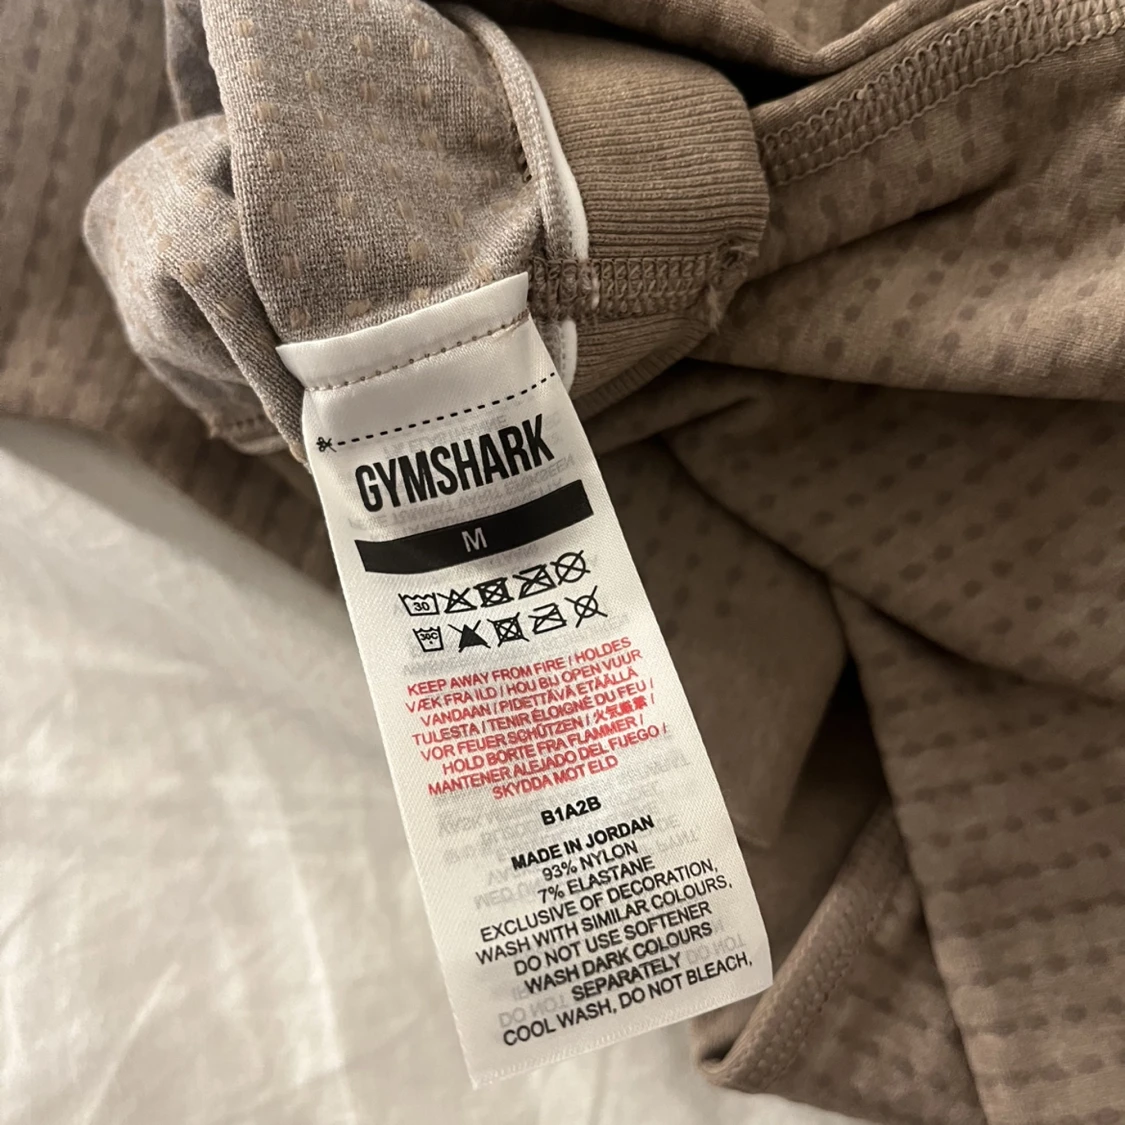 GYMSHARK
M
30
30C
KEEP AWAY FROM FIRE / HOLDES
VÆK FRA ILD / HOU BIJ OPEN VUUR
VANDAAN / PIDETTÄVÄ ETÄÄLLÄ
TULESTA / TENIR ÉLOIGNÉ DU FEU /
VOR FEUER SCHÜTZEN / 火気厳禁 /
HOLD BORTE FRA FLAMMER /
MANTENER ALEJADO DEL FUEGO /
SKYDDA MOT ELD
B1A2B
MADE IN JORDAN
93% NYLON
7% ELASTANE
EXCLUSIVE OF DECORATION,
WASH WITH SIMILAR COLOURS,
DO NOT USE SOFTENER
WASH DARK COLOURS
SEPARATELY
COOL WASH, DO NOT BLEACH,